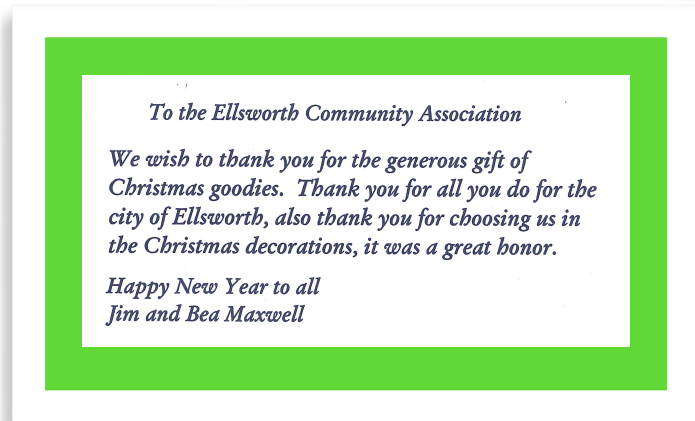 To the Ellsworth Community Association
We wish to thank you for the generous gift of
Christmas goodies.  Thank you for all you do for the
city of Ellsworth, also thank you for choosing us in
the Christmas decorations, it was a great honor.
Happy New Year to all
Jim and Bea Maxwell